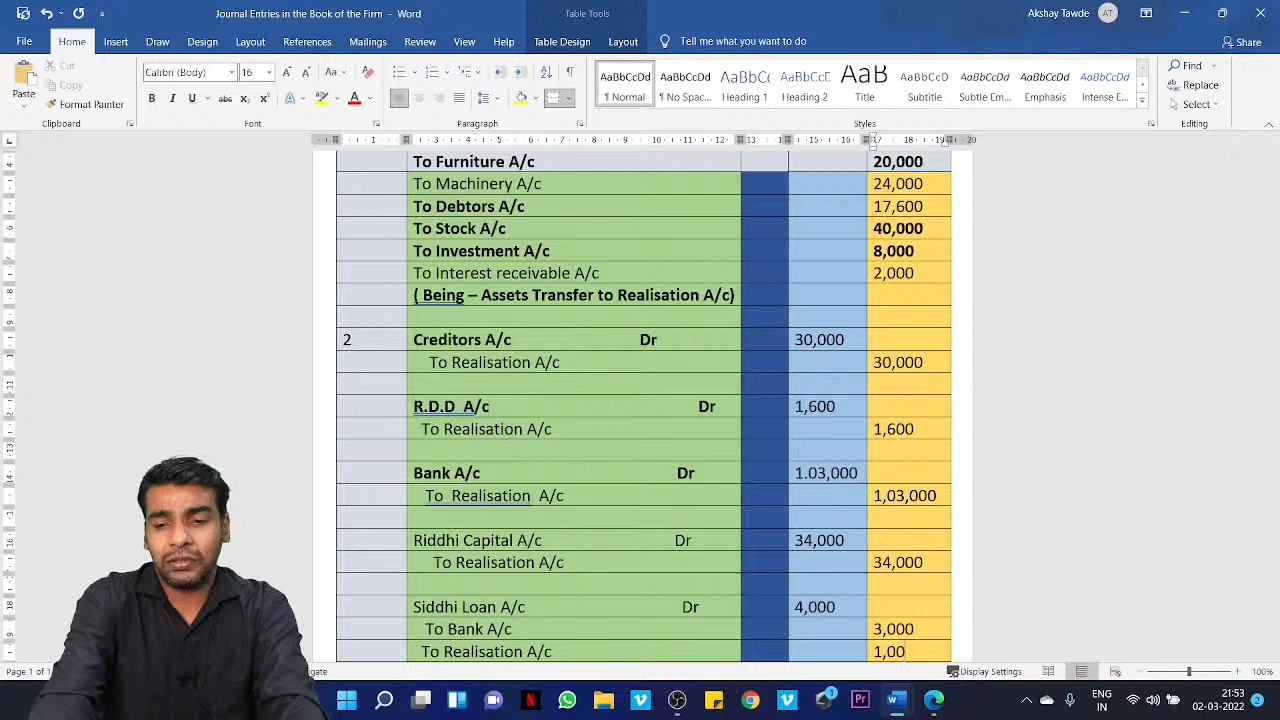 Journal Entries in the Book of the Firm - Word
Table Tools
Akshay Tawde AT
File Home Insert Draw Design Layout References Mailings Review View Help Table Design Layout Tell me what you want to do Share
Paste
Cut
Copy
Format Painter
Clipboard
Calibri (Body) 16
Font
Paragraph
AaBbCcDd AaBbCcDd AaBbCc AaBbCcE AaB AaBbCcD AaBbCcDd AaBbCcDd AaBbCcDd
¶ Normal ¶ No Spac... Heading 1 Heading 2 Title Subtitle Subtle Em... Emphasis Intense E...
Styles
Find
Replace
Select
Editing
To Furniture A/c 20,000
To Machinery A/c 24,000
To Debtors A/c 17,600
To Stock A/c 40,000
To Investment A/c 8,000
To Interest receivable A/c 2,000
( Being – Assets Transfer to Realisation A/c)
2 Creditors A/c Dr 30,000
To Realisation A/c 30,000
R.D.D A/c Dr 1,600
To Realisation A/c 1,600
Bank A/c Dr 1.03,000
To Realisation A/c 1,03,000
Riddhi Capital A/c Dr 34,000
To Realisation A/c 34,000
Siddhi Loan A/c Dr 4,000
To Bank A/c 3,000
To Realisation A/c 1,00
Page 1 of
Display Settings
100%
ENG
IN
21:53
02-03-2022